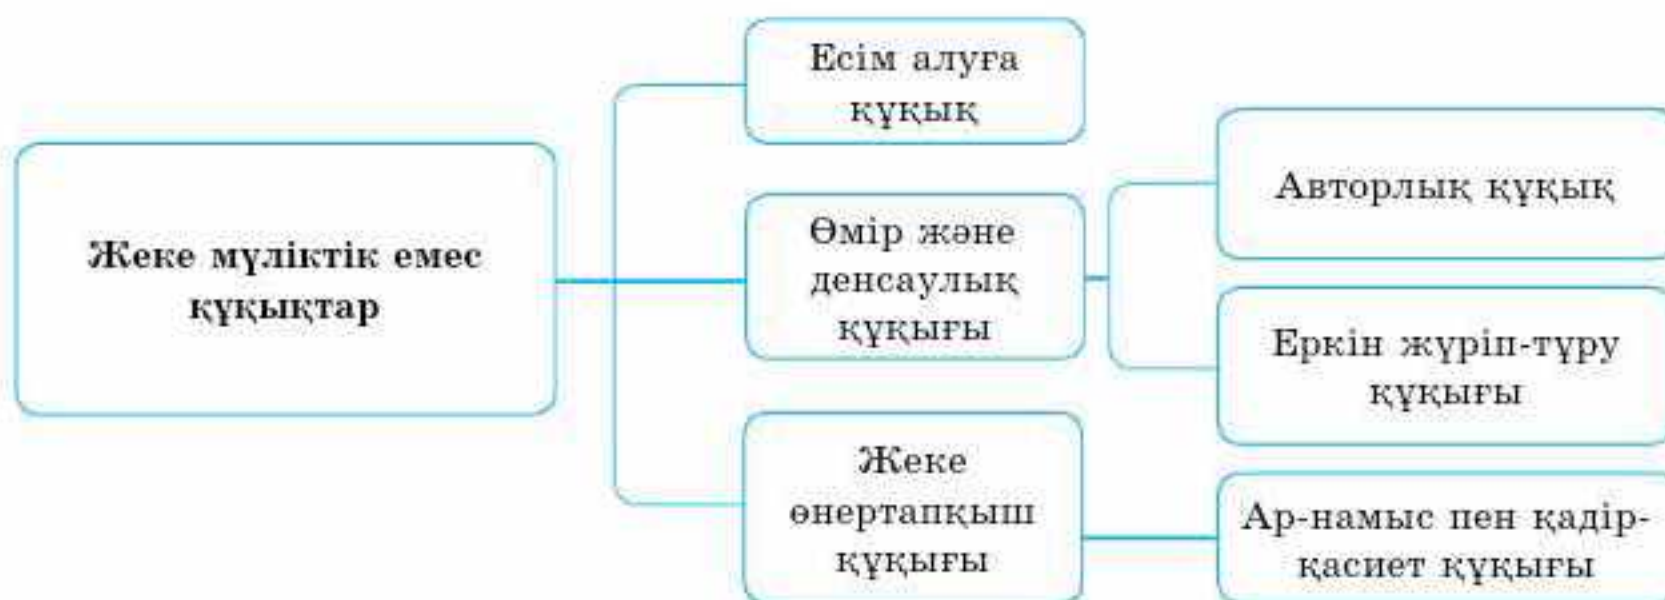 Жеке мүліктік емес
құқықтар
Есім алуға
құқық
Өмір және
денсаулық
құқығы
Жеке
өнертапқыш
құқығы
Авторлық құқық
Еркін жүріп-тұру
құқығы
Ар-намыс пен қадір-
қасиет құқығы